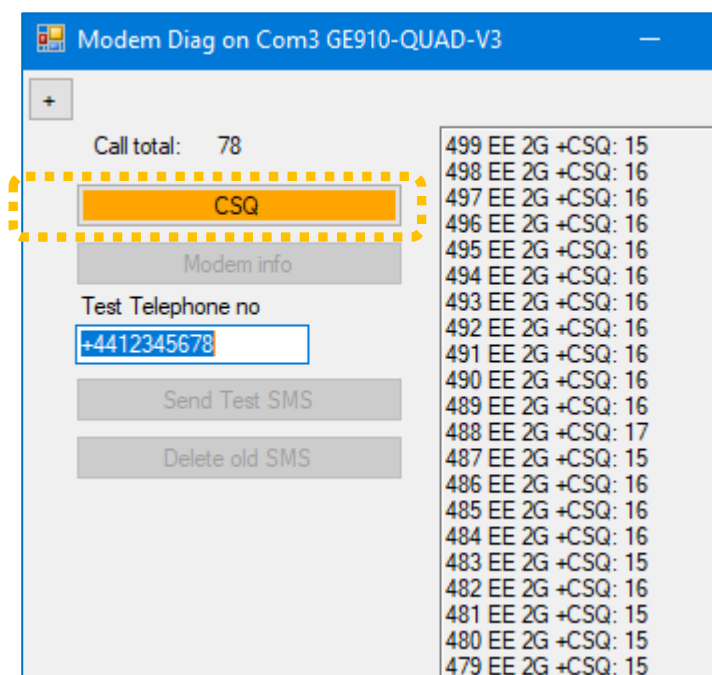 Modem Diag on Com3 GE910-QUAD-V3
+
Call total: 78
CSQ
Modem info
Test Telephone no
+4412345678
Send Test SMS
Delete old SMS
499 EE 2G +CSQ: 15
498 EE 2G +CSQ: 16
497 EE 2G +CSQ: 16
496 EE 2G +CSQ: 16
495 EE 2G +CSQ: 16
494 EE 2G +CSQ: 16
493 EE 2G +CSQ: 16
492 EE 2G +CSQ: 16
491 EE 2G +CSQ: 16
490 EE 2G +CSQ: 16
489 EE 2G +CSQ: 16
488 EE 2G +CSQ: 17
487 EE 2G +CSQ: 15
486 EE 2G +CSQ: 16
485 EE 2G +CSQ: 16
484 EE 2G +CSQ: 16
483 EE 2G +CSQ: 15
482 EE 2G +CSQ: 16
481 EE 2G +CSQ: 15
480 EE 2G +CSQ: 15
479 EE 2G +CSQ: 15